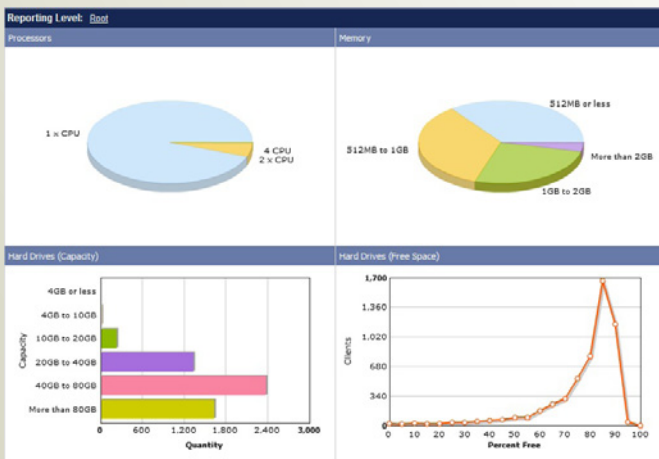 Reporting Level: Root
Processors
1 x CPU
4 CPU
2 x CPU
Memory
512MB or less
512MB to 1GB
More than 2GB
1GB to 2GB
Hard Drives (Capacity)
Capacity
4GB or less
4GB to 10GB
10GB to 20GB
20GB to 40GB
40GB to 80GB
More than 80GB
0 600 1,200 1,800 2,400 3,000
Quantity
Hard Drives (Free Space)
Clients
1,700
1,360
1,020
680
340
0
0 10 20 30 40 50 60 70 80 90 100
Percent Free